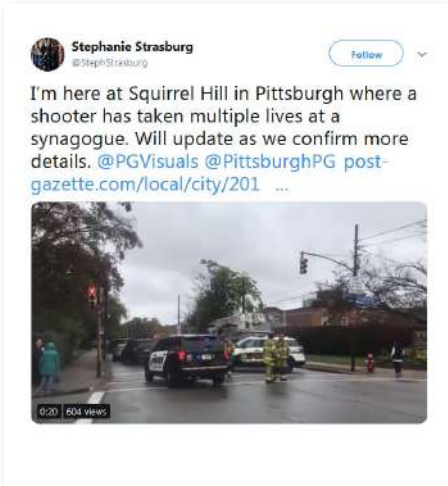 Stephanie Strasburg
@StephStrasburg
Follow
I'm here at Squirrel Hill in Pittsburgh where a
shooter has taken multiple lives at a
synagogue. Will update as we confirm more
details. @PGVisuals @PittsburghPG post-
gazette.com/local/city/201 ...
0:20 604 views